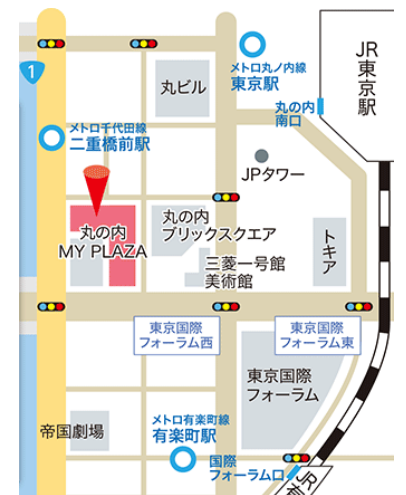 JR東京駅
メトロ丸ノ内線
東京駅
丸ビル
1
丸の内
南口
メトロ千代田線
二重橋前駅
JPタワー
丸の内
MY PLAZA
丸の内
ブリックスクエア
トキア
三菱一号館
美術館
東京国際
フォーラム西
東京国際
フォーラム東
東京国際
フォーラム
帝国劇場
メトロ有楽町線
有楽町駅
国際
フォーラム口
JR